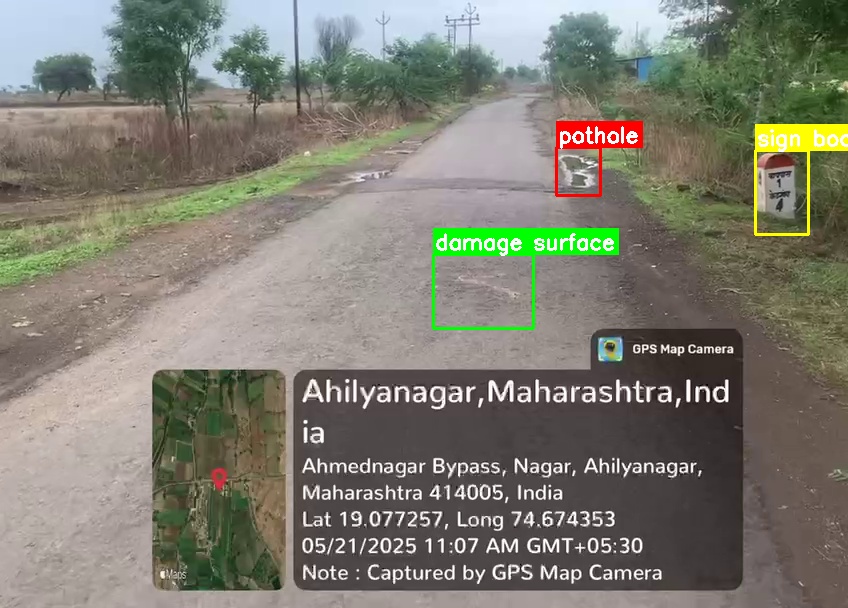 pothole
sign boa
damage surface
1
4
GPS Map Camera
Ahilyanagar,Maharashtra,Ind
ia
Ahmednagar Bypass, Nagar, Ahilyanagar,
Maharashtra 414005, India
Lat 19.077257, Long 74.674353
05/21/2025 11:07 AM GMT+05:30
Note : Captured by GPS Map Camera
Maps